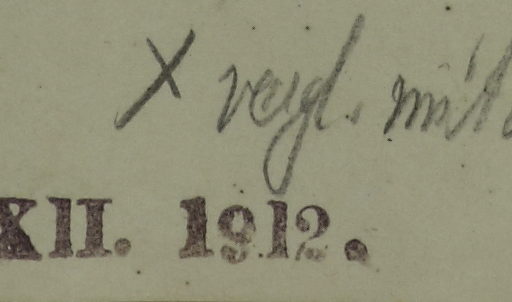 × vergl. mit
XII. 1912.